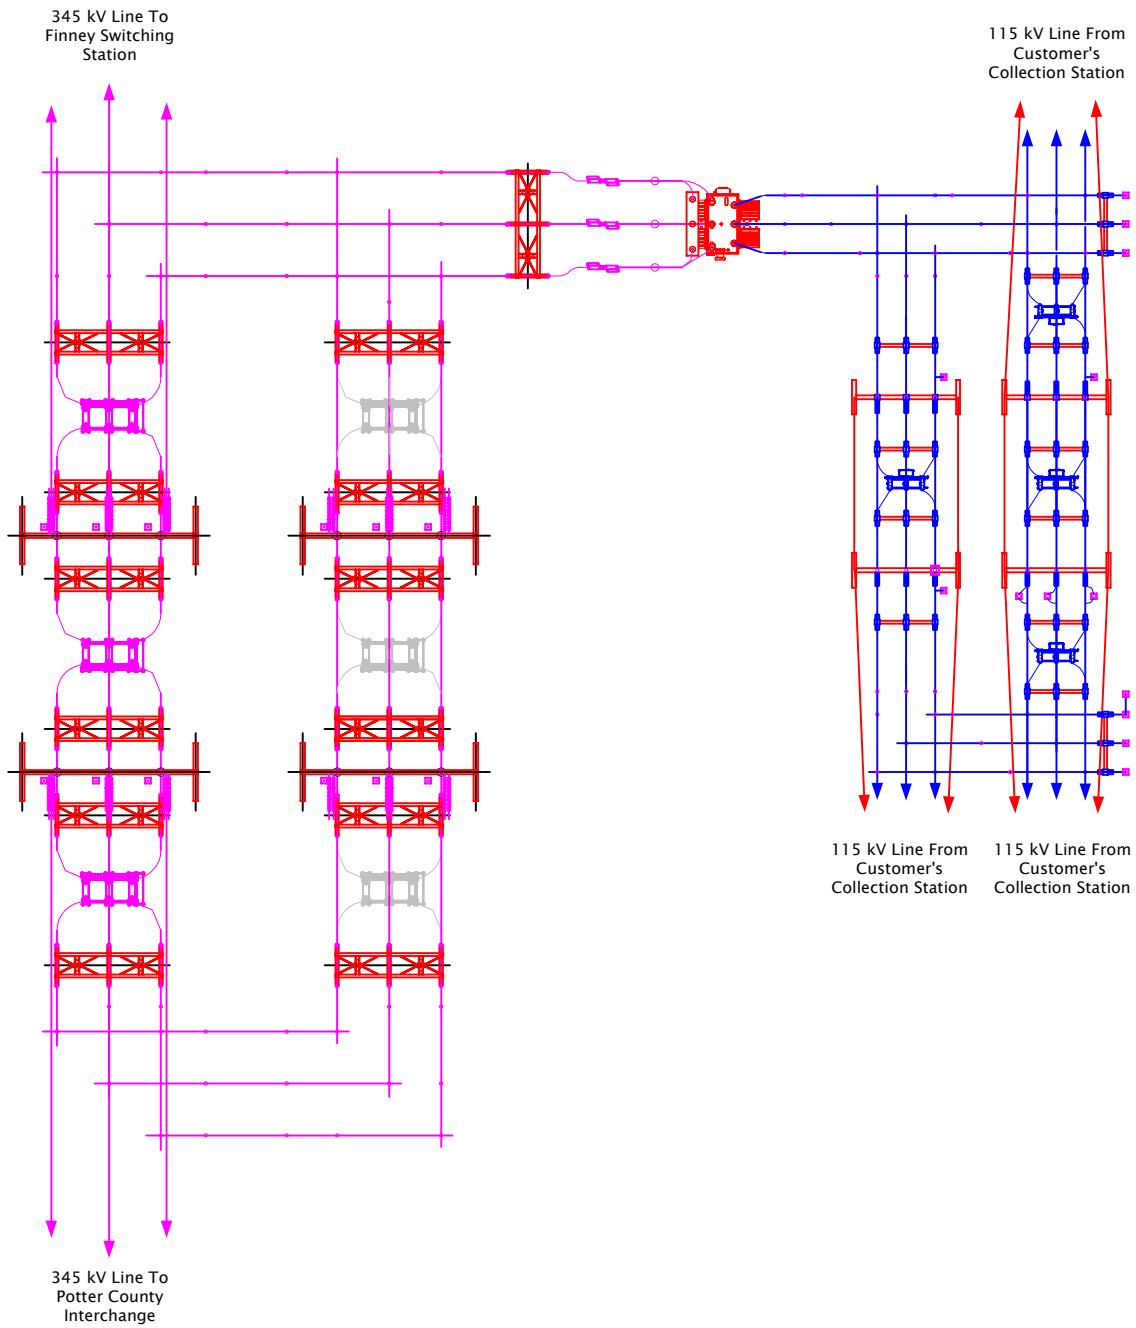 345 kV Line To
Finney Switching
Station
115 kV Line From
Customer's
Collection Station
115 kV Line From
Customer's
Collection Station
115 kV Line From
Customer's
Collection Station
345 kV Line To
Potter County
Interchange